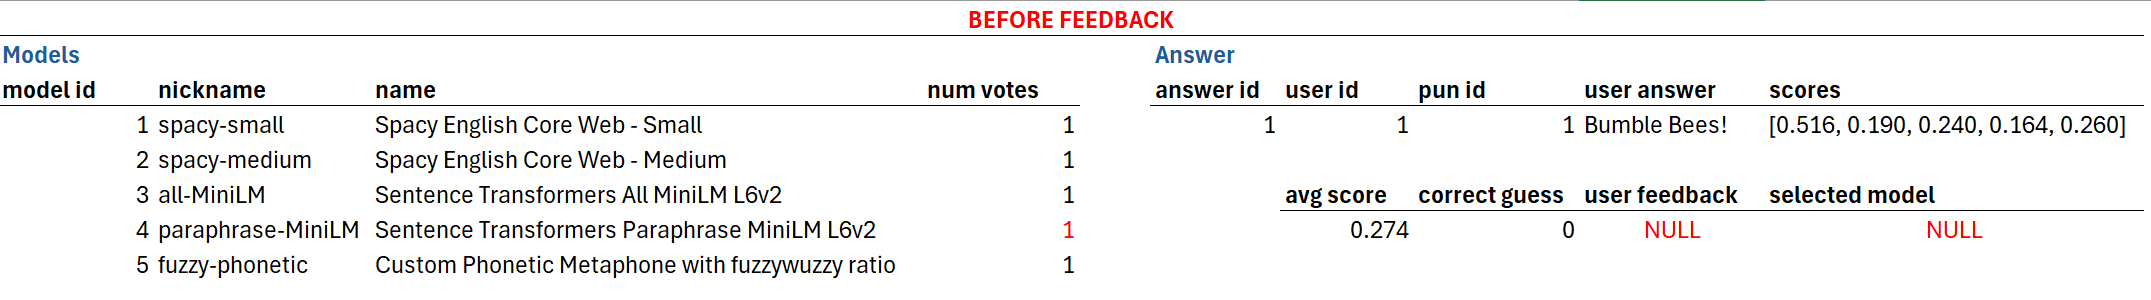 BEFORE FEEDBACK
Models Answer
model id nickname name num votes answer id user id pun id user answer scores
1 spacy-small Spacy English Core Web - Small 1 1 1 1 Bumble Bees! [0.516, 0.190, 0.240, 0.164, 0.260]
2 spacy-medium Spacy English Core Web - Medium 1
3 all-MiniLM Sentence Transformers All MiniLM L6v2 1 avg score correct guess user feedback selected model
4 paraphrase-MiniLM Sentence Transformers Paraphrase MiniLM L6v2 1 0.274 0 NULL NULL
5 fuzzy-phonetic Custom Phonetic Metaphone with fuzzywuzzy ratio 1